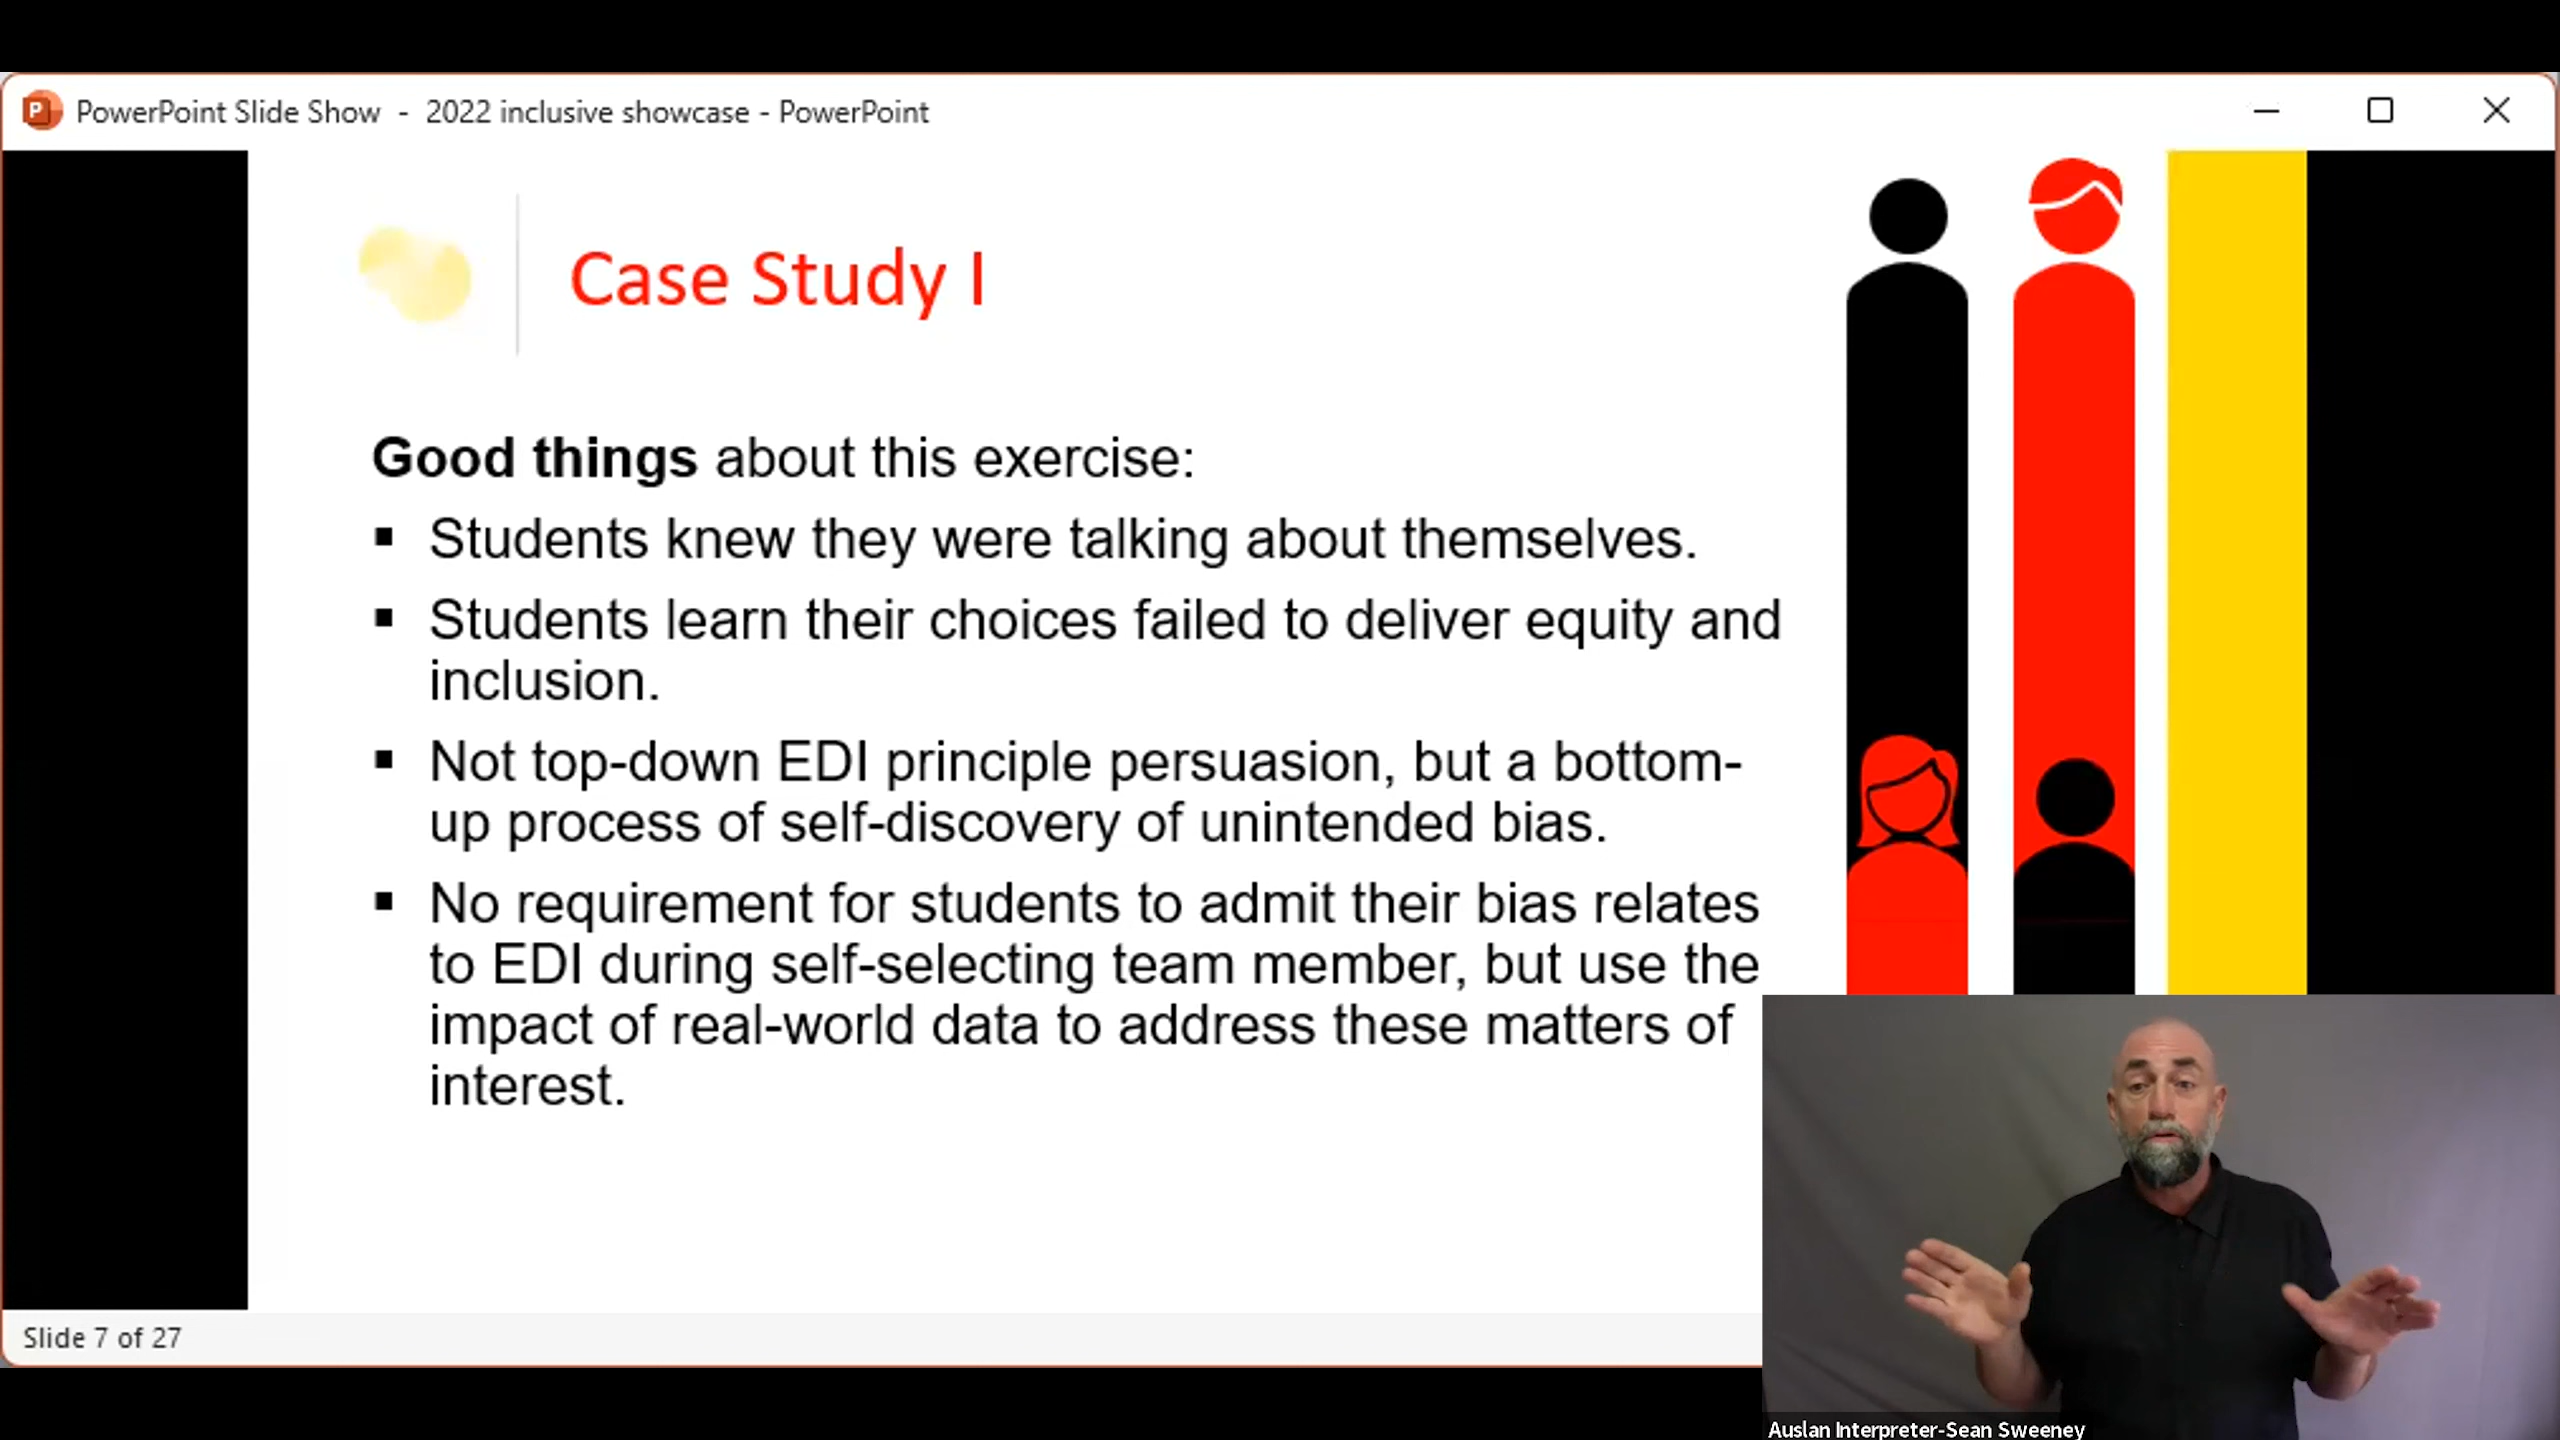 PowerPoint Slide Show - 2022 inclusive showcase - PowerPoint
Case Study I
Good things about this exercise:
▪ Students knew they were talking about themselves.
▪ Students learn their choices failed to deliver equity and
inclusion.
▪ Not top-down EDI principle persuasion, but a bottom-
up process of self-discovery of unintended bias.
▪ No requirement for students to admit their bias relates
to EDI during self-selecting team member, but use the
impact of real-world data to address these matters of
interest.
Slide 7 of 27
Auslan Interpreter-Sean Sweeney